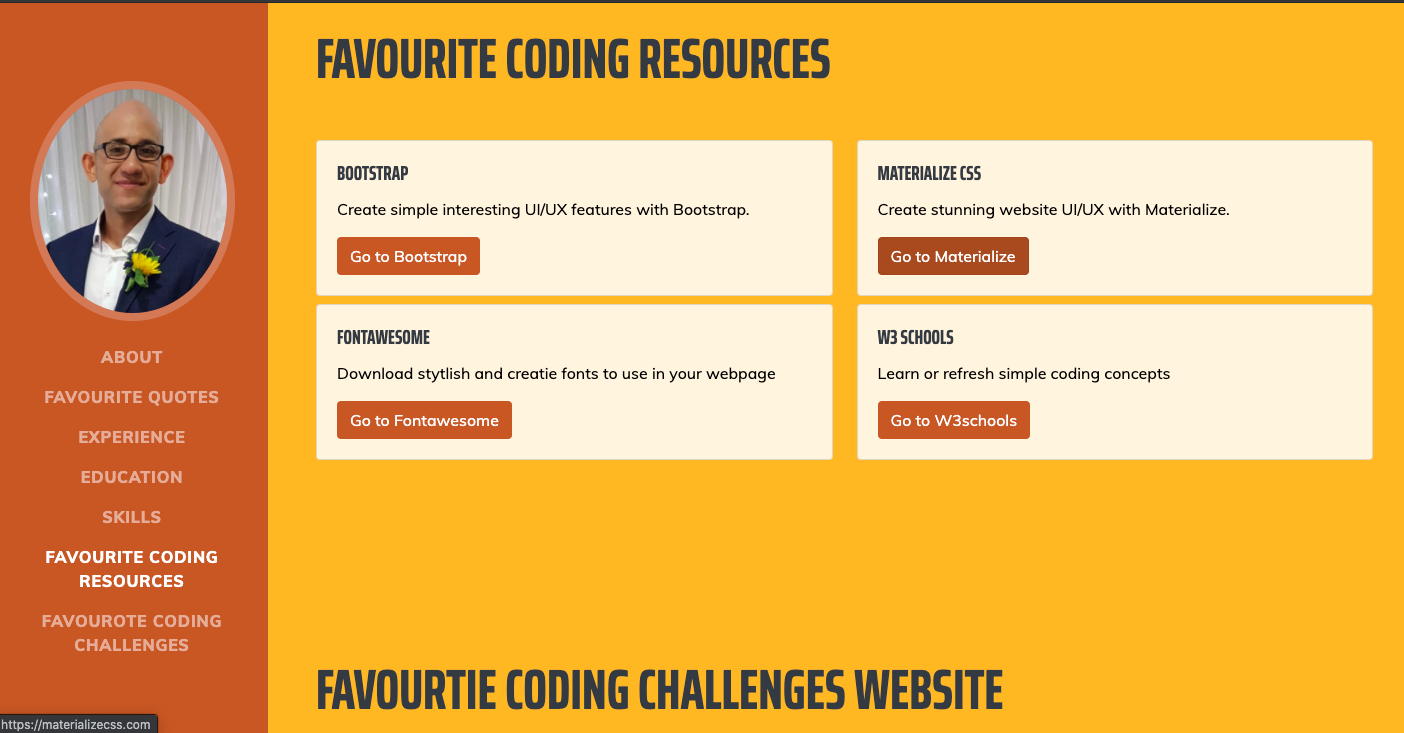 FAVOURITE CODING RESOURCES
BOOTSTRAP
Create simple interesting UI/UX features with Bootstrap.
Go to Bootstrap
MATERIALIZE CSS
Create stunning website UI/UX with Materialize.
Go to Materialize
FONTAWESOME
Download stytlish and creatie fonts to use in your webpage
Go to Fontawesome
W3 SCHOOLS
Learn or refresh simple coding concepts
Go to W3schools
ABOUT
FAVOURITE QUOTES
EXPERIENCE
EDUCATION
SKILLS
FAVOURITE CODING
RESOURCES
FAVOUROTE CODING
CHALLENGES
FAVOURTIE CODING CHALLENGES WEBSITE
https://materializecss.com